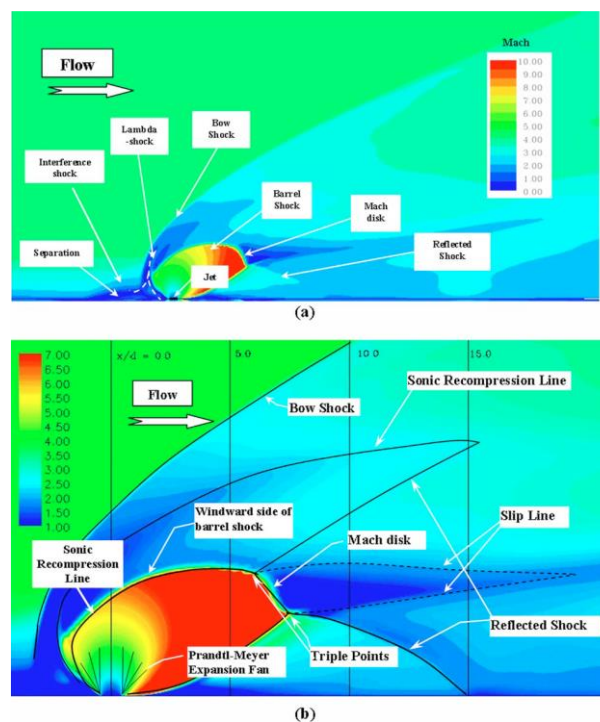 Flow
Mach
10.00
9.00
8.00
7.00
6.00
5.00
4.00
3.00
2.00
1.00
0.00
Lambda
-shock
Bow
Shock
Interference
shock
Barrel
Shock
Mach
disk
Reflected
Shock
Separation
Jet
(a)
7.00
6.50
6.00
5.50
5.00
4.50
4.00
3.50
3.00
2.50
2.00
1.50
1.00
x/d = 0.0
5.0
10.0
15.0
Flow
Sonic Recompression Line
Bow Shock
Windward side of
barrel shock
Mach disk
Slip Line
Sonic
Recompression
Line
Reflected Shock
Prandtl-Meyer
Expansion Fan
Triple Points
(b)